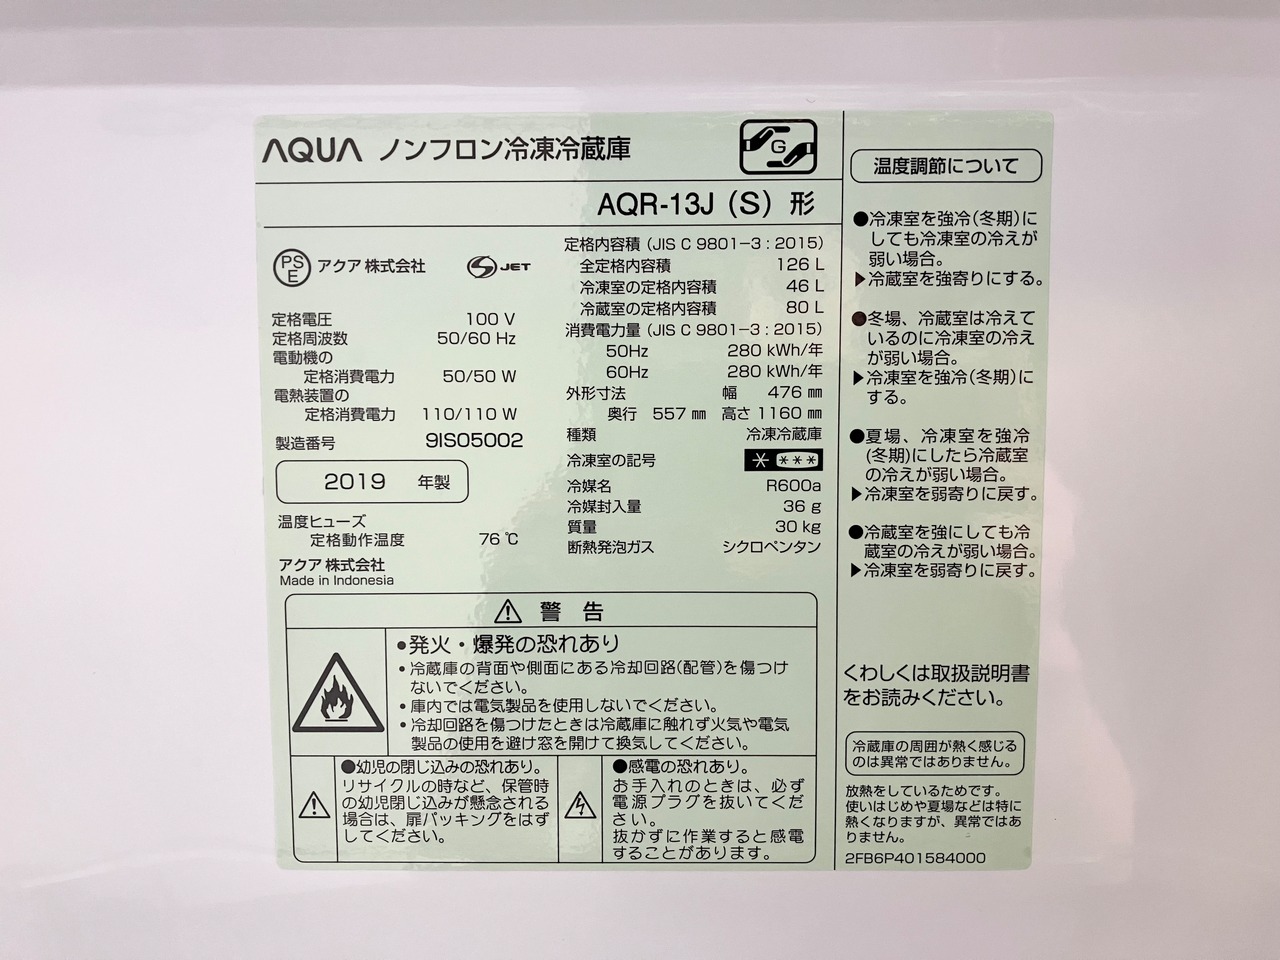 AQUA ノンフロン冷凍冷蔵庫
G
AQR-13J (S) 形
PS
E
アクア 株式会社
S JET
定格電圧 100 V
定格周波数 50/60 Hz
電動機の
定格消費電力 50/50 W
電熱装置の
定格消費電力 110/110 W
製造番号 9IS05002
2019 年製
温度ヒューズ
定格動作温度 76 ℃
アクア 株式会社
Made in Indonesia
定格内容積 (JIS C 9801-3 : 2015)
全定格内容積 126 L
冷凍室の定格内容積 46 L
冷蔵室の定格内容積 80 L
消費電力量 (JIS C 9801-3 : 2015)
50Hz 280 kWh/年
60Hz 280 kWh/年
外形寸法 幅 476 ㎜
奥行 557 ㎜ 高さ 1160 ㎜
種類 冷凍冷蔵庫
冷凍室の記号 * ***
冷媒名 R600a
冷媒封入量 36 g
質量 30 kg
断熱発泡ガス シクロペンタン
⚠ 警 告
●発火・爆発の恐れあり
・冷蔵庫の背面や側面にある冷却回路(配管)を傷つけ
ないでください。
・庫内では電気製品を使用しないでください。
・冷却回路を傷つけたときは冷蔵庫に触れず火気や電気
製品の使用を避け窓を開けて換気してください。
●幼児の閉じ込みの恐れあり。
リサイクルの時など、保管時
の幼児閉じ込みが懸念される
場合は、扉パッキングをはず
してください。
●感電の恐れあり。
お手入れのときは、必ず
電源プラグを抜いてくだ
さい。
抜かずに作業すると感電
することがあります。
温度調節について
●冷凍室を強冷(冬期)に
しても冷凍室の冷えが
弱い場合。
▶冷蔵室を強寄りにする。
●冬場、冷蔵室は冷えて
いるのに冷凍室の冷え
が弱い場合。
▶冷凍室を強冷(冬期)に
する。
●夏場、冷凍室を強冷
(冬期)にしたら冷蔵室
の冷えが弱い場合。
▶冷凍室を弱寄りに戻す。
●冷蔵室を強にしても冷
蔵室の冷えが弱い場合。
▶冷凍室を弱寄りに戻す。
くわしくは取扱説明書
をお読みください。
冷蔵庫の周囲が熱く感じる
のは異常ではありません。
放熱をしているためです。
使いはじめや夏場などは特に
熱くなりますが、異常ではあ
りません。
2FB6P401584000